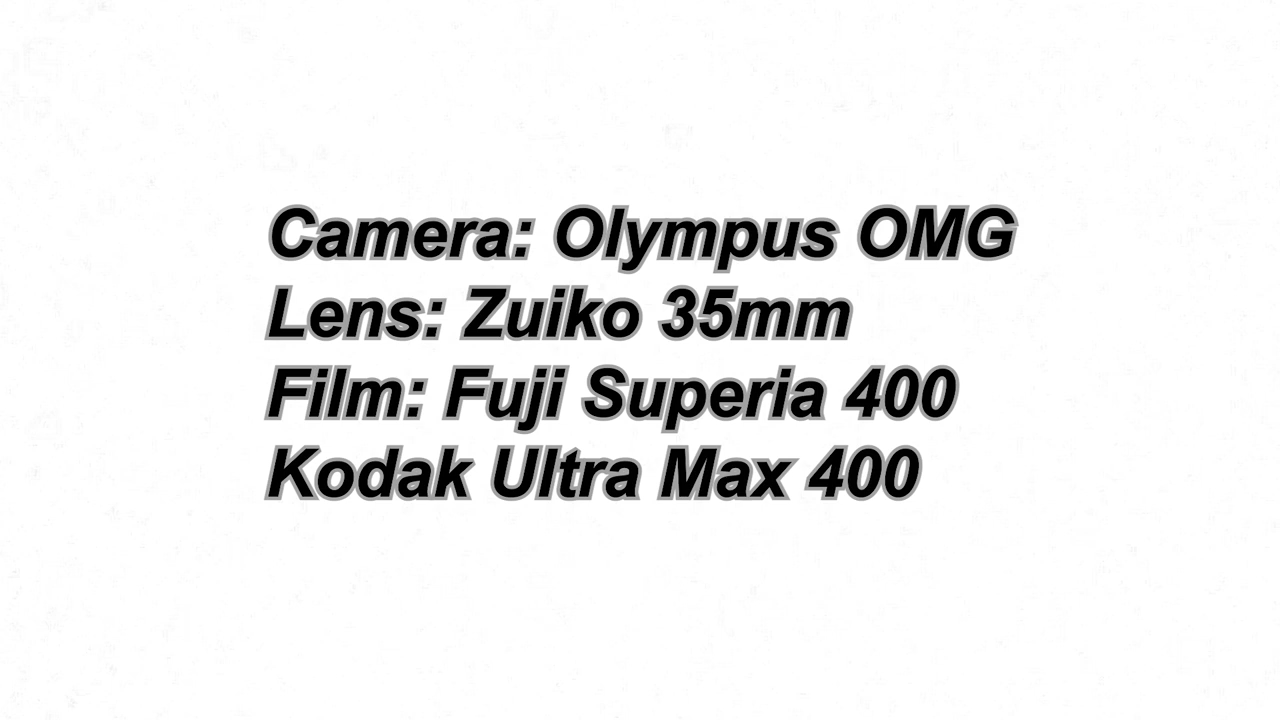 Camera: Olympus OMG
Lens: Zuiko 35mm
Film: Fuji Superia 400
Kodak Ultra Max 400